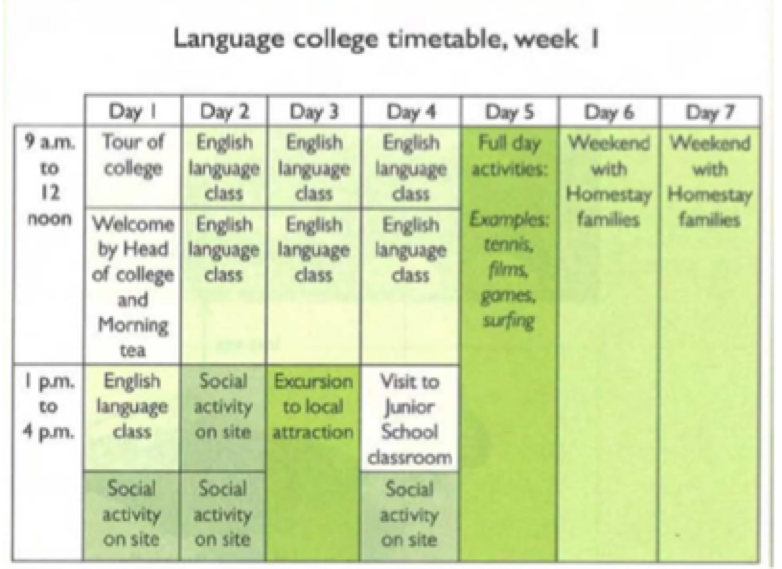 Language college timetable, week 1
Day 1 Day 2 Day 3 Day 4 Day 5 Day 6 Day 7
9 a.m.
to
12
noon
Tour of
college
English
language
class
English
language
class
English
language
class
Full day
activities:
Examples:
tennis,
films,
games,
surfing
Weekend
with
Homestay
families
Weekend
with
Homestay
families
Welcome
by Head
of college
and
Morning
tea
English
language
class
English
language
class
English
language
class
1 p.m.
to
4 p.m.
English
language
class
Social
activity
on site
Excursion
to local
attraction
Visit to
Junior
School
classroom
Social
activity
on site
Social
activity
on site
Social
activity
on site